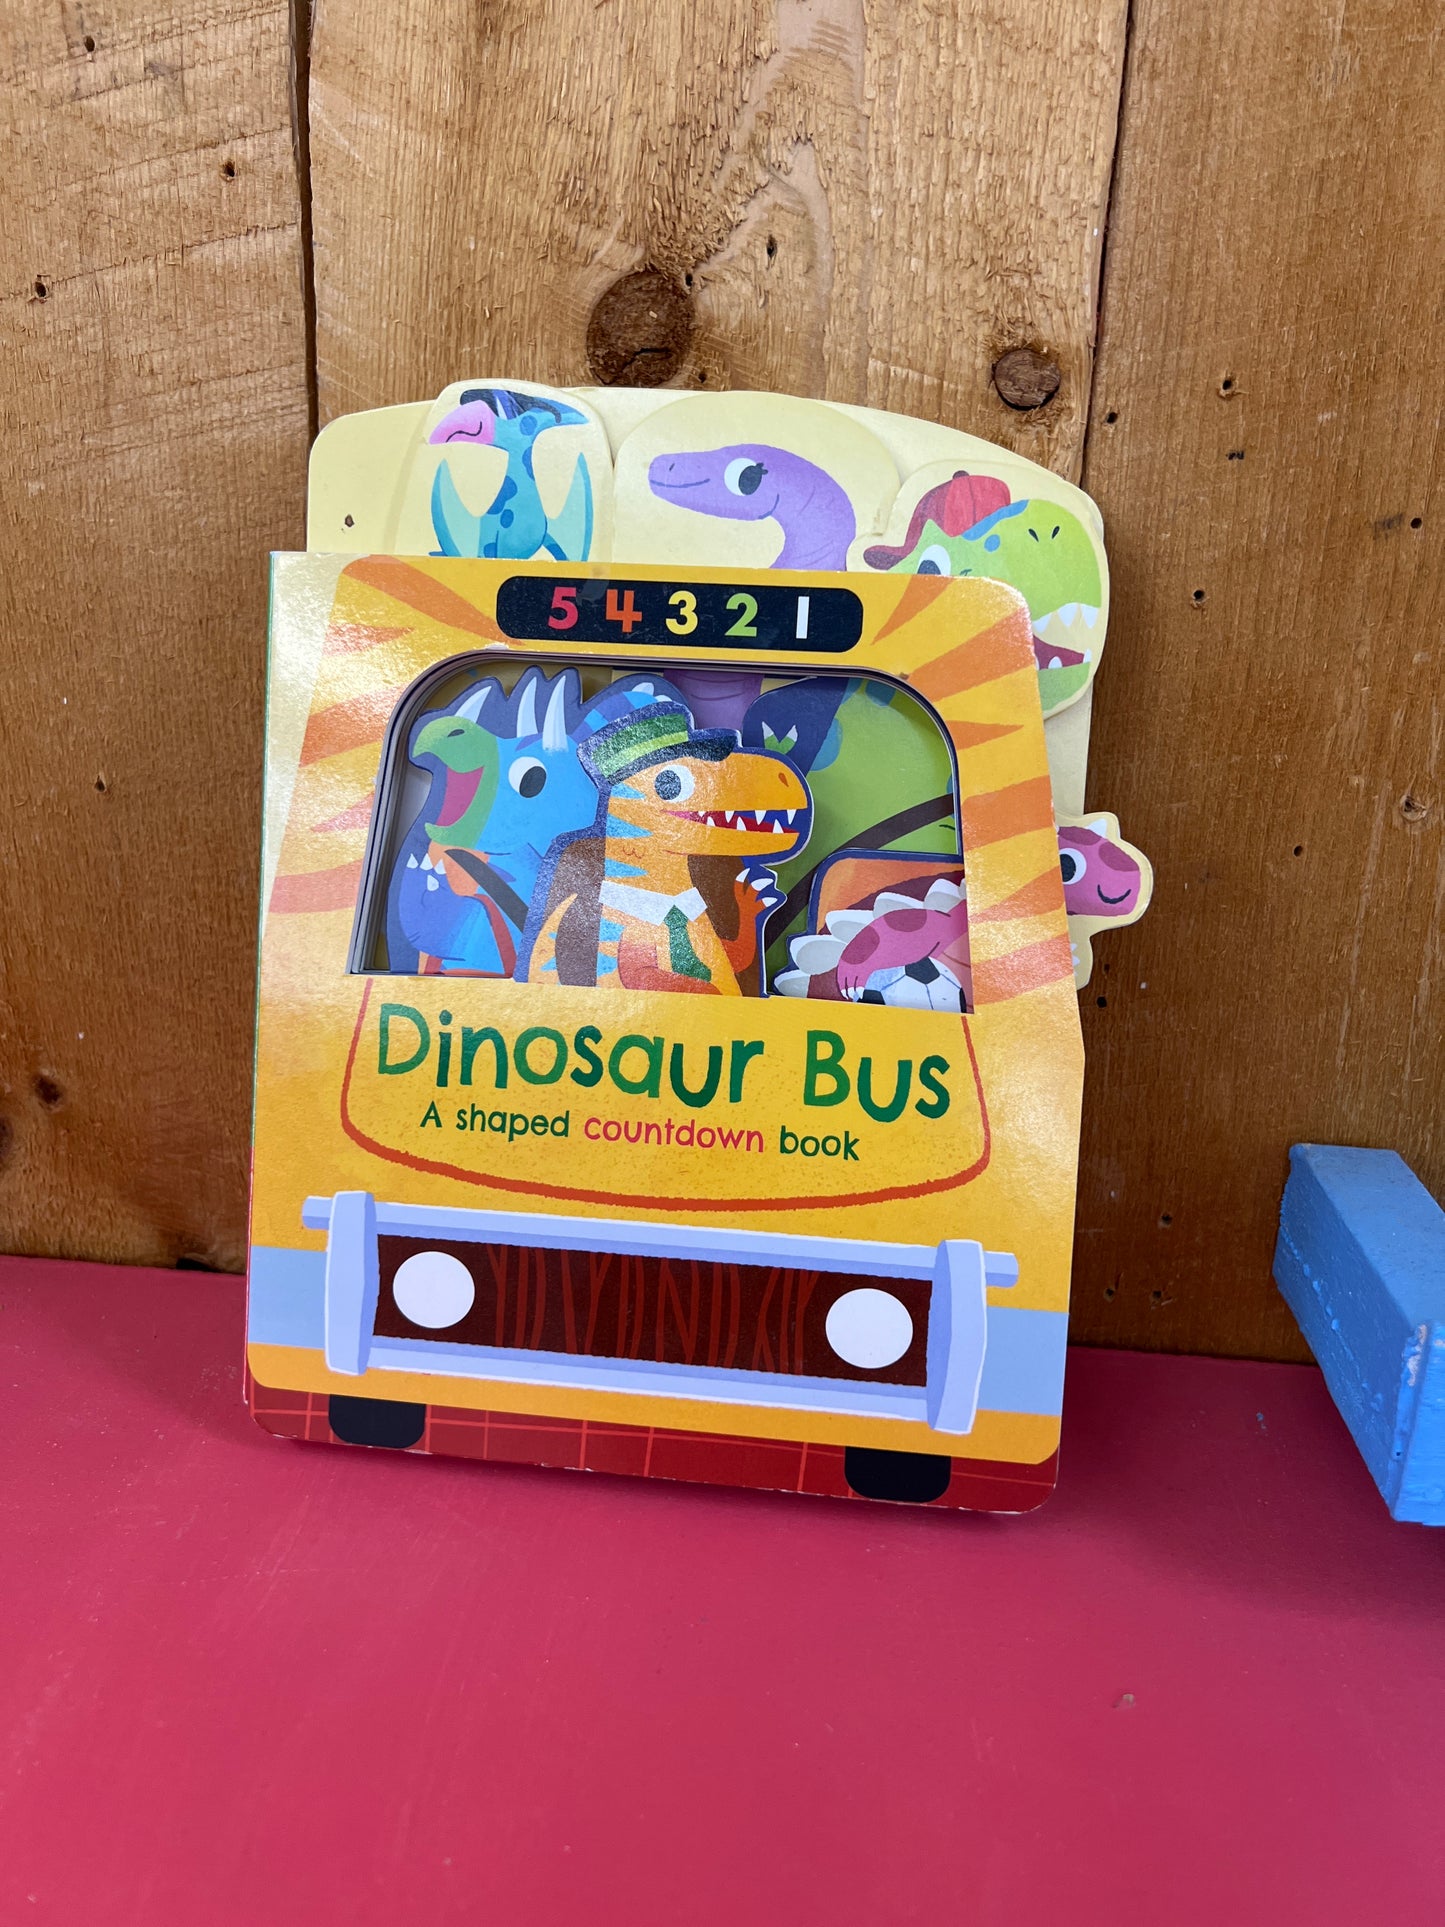 5 4 3 2 1
Dinosaur Bus
A shaped countdown book